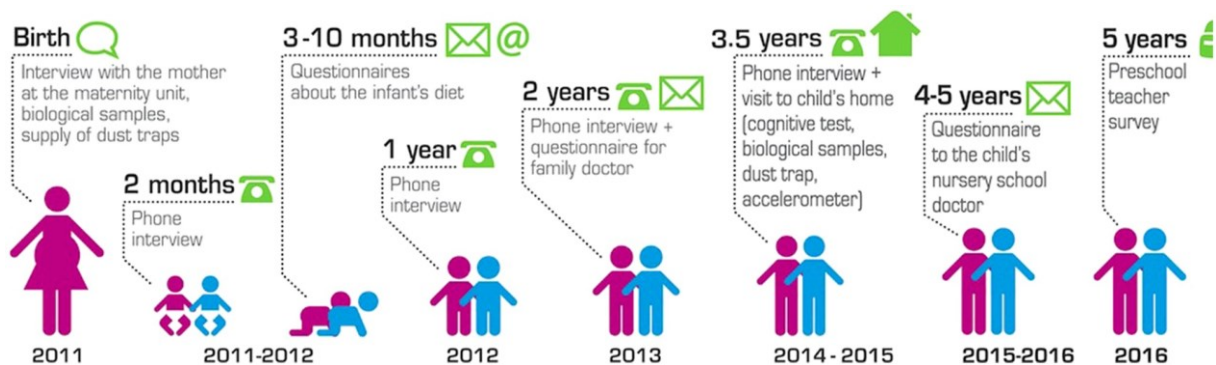 Birth
Interview with the mother
at the maternity unit,
biological samples,
supply of dust traps
2 months
Phone
interview
3-10 months @
Questionnaires
about the infant's diet
1 year
Phone
interview
2 years
Phone interview +
questionnaire for
family doctor
3.5 years
Phone interview +
visit to child's home
(cognitive test,
biological samples,
dust trap,
accelerometer)
4-5 years
Questionnaire
to the child's
nursery school
doctor
5 years
Preschool
teacher
survey
2011
2011-2012
2012
2013
2014 - 2015
2015-2016
2016